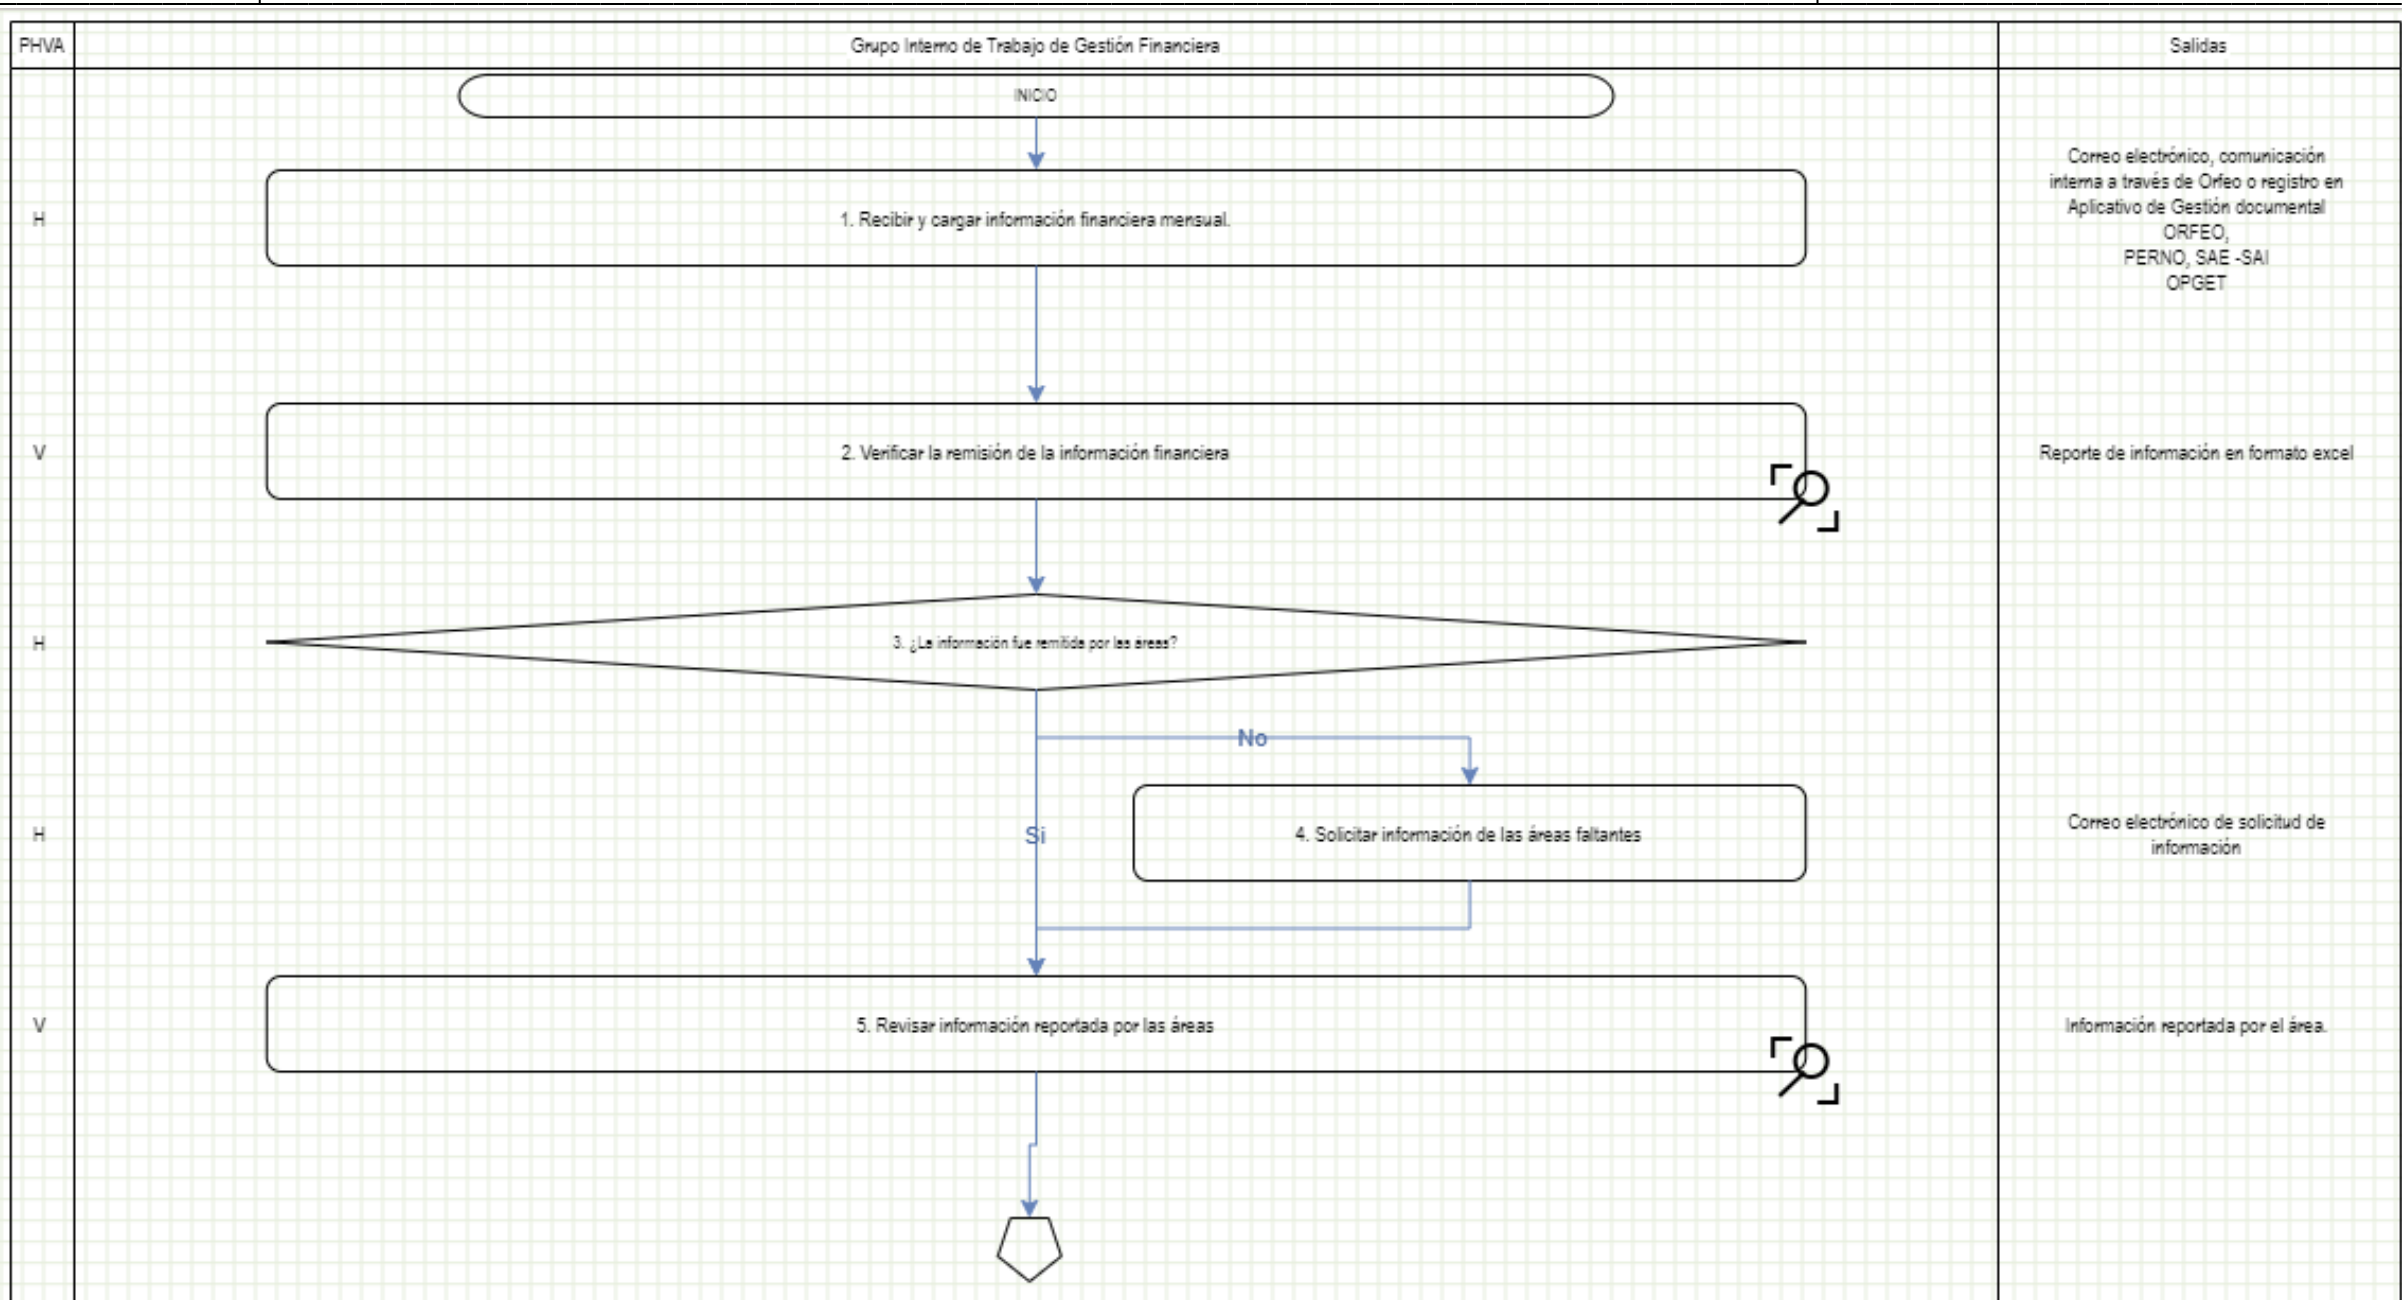 PHVA
Grupo Interno de Trabajo de Gestión Financiera
Salidas
INICIO
H
1. Recibir y cargar información financiera mensual.
Correo electrónico, comunicación
interna a través de Orfeo o registro en
Aplicativo de Gestión documental
ORFEO,
PERNO, SAE -SAI
OPGET
V
2. Verificar la remisión de la información financiera
Reporte de información en formato excel
H
3. ¿La información fue remitida por las áreas?
No
H
Si
4. Solicitar información de las áreas faltantes
Correo electrónico de solicitud de
información
V
5. Revisar información reportada por las áreas
Información reportada por el área.